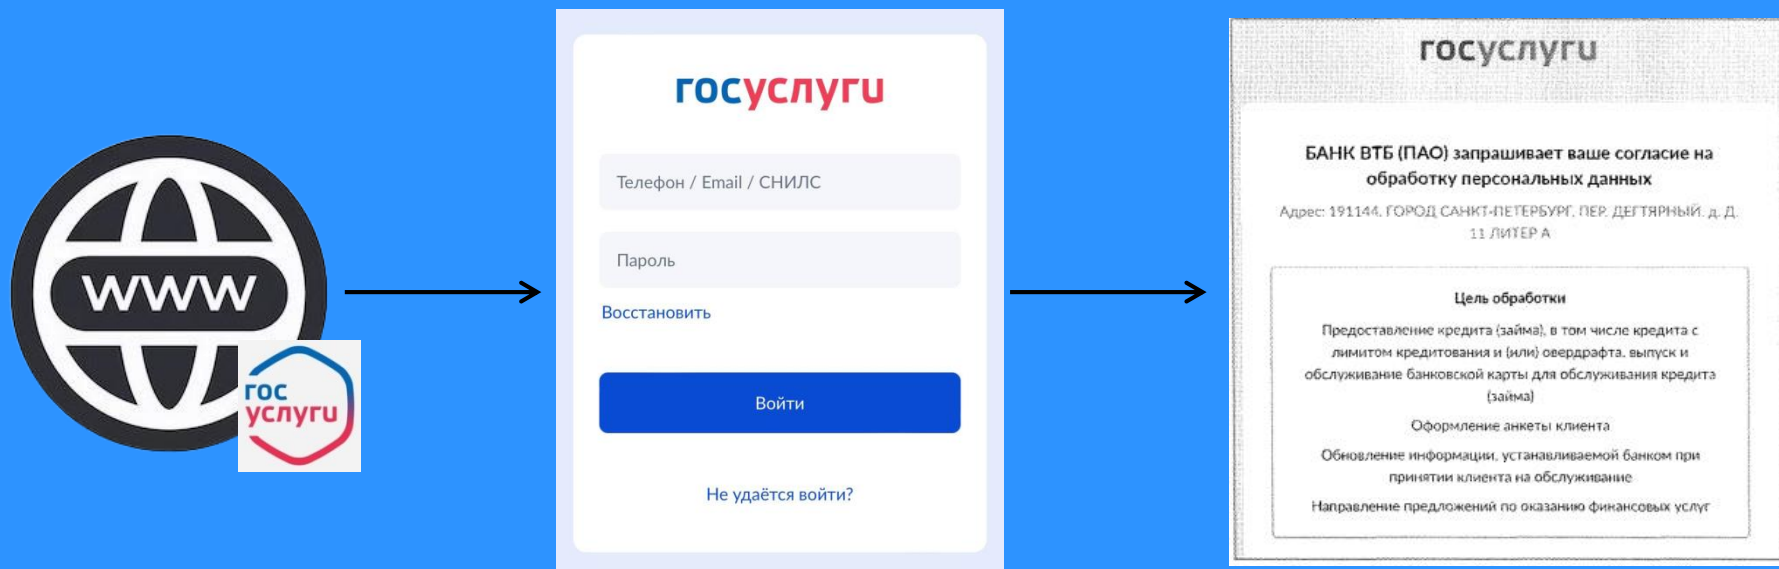 www
гос
услуги
госуслуги
Телефон / Email / СНИЛС
Пароль
Восстановить
Войти
Не удаётся войти?
госуслуги
БАНК ВТБ (ПАО) запрашивает ваше согласие на
обработку персональных данных
Адрес: 191144, ГОРОД САНКТ-ПЕТЕРБУРГ, ПЕР. ДЕГТЯРНЫЙ, д. Д.
11 ЛИТЕР А
Цель обработки
Предоставление кредита (займа), в том числе кредита с
лимитом кредитования и (или) овердрафта, выпуск и
обслуживание банковской карты для обслуживания кредита
(займа)
Оформление анкеты клиента
Обновление информации, устанавливаемой банком при
принятии клиента на обслуживание
Направление предложений по оказанию финансовых услуг